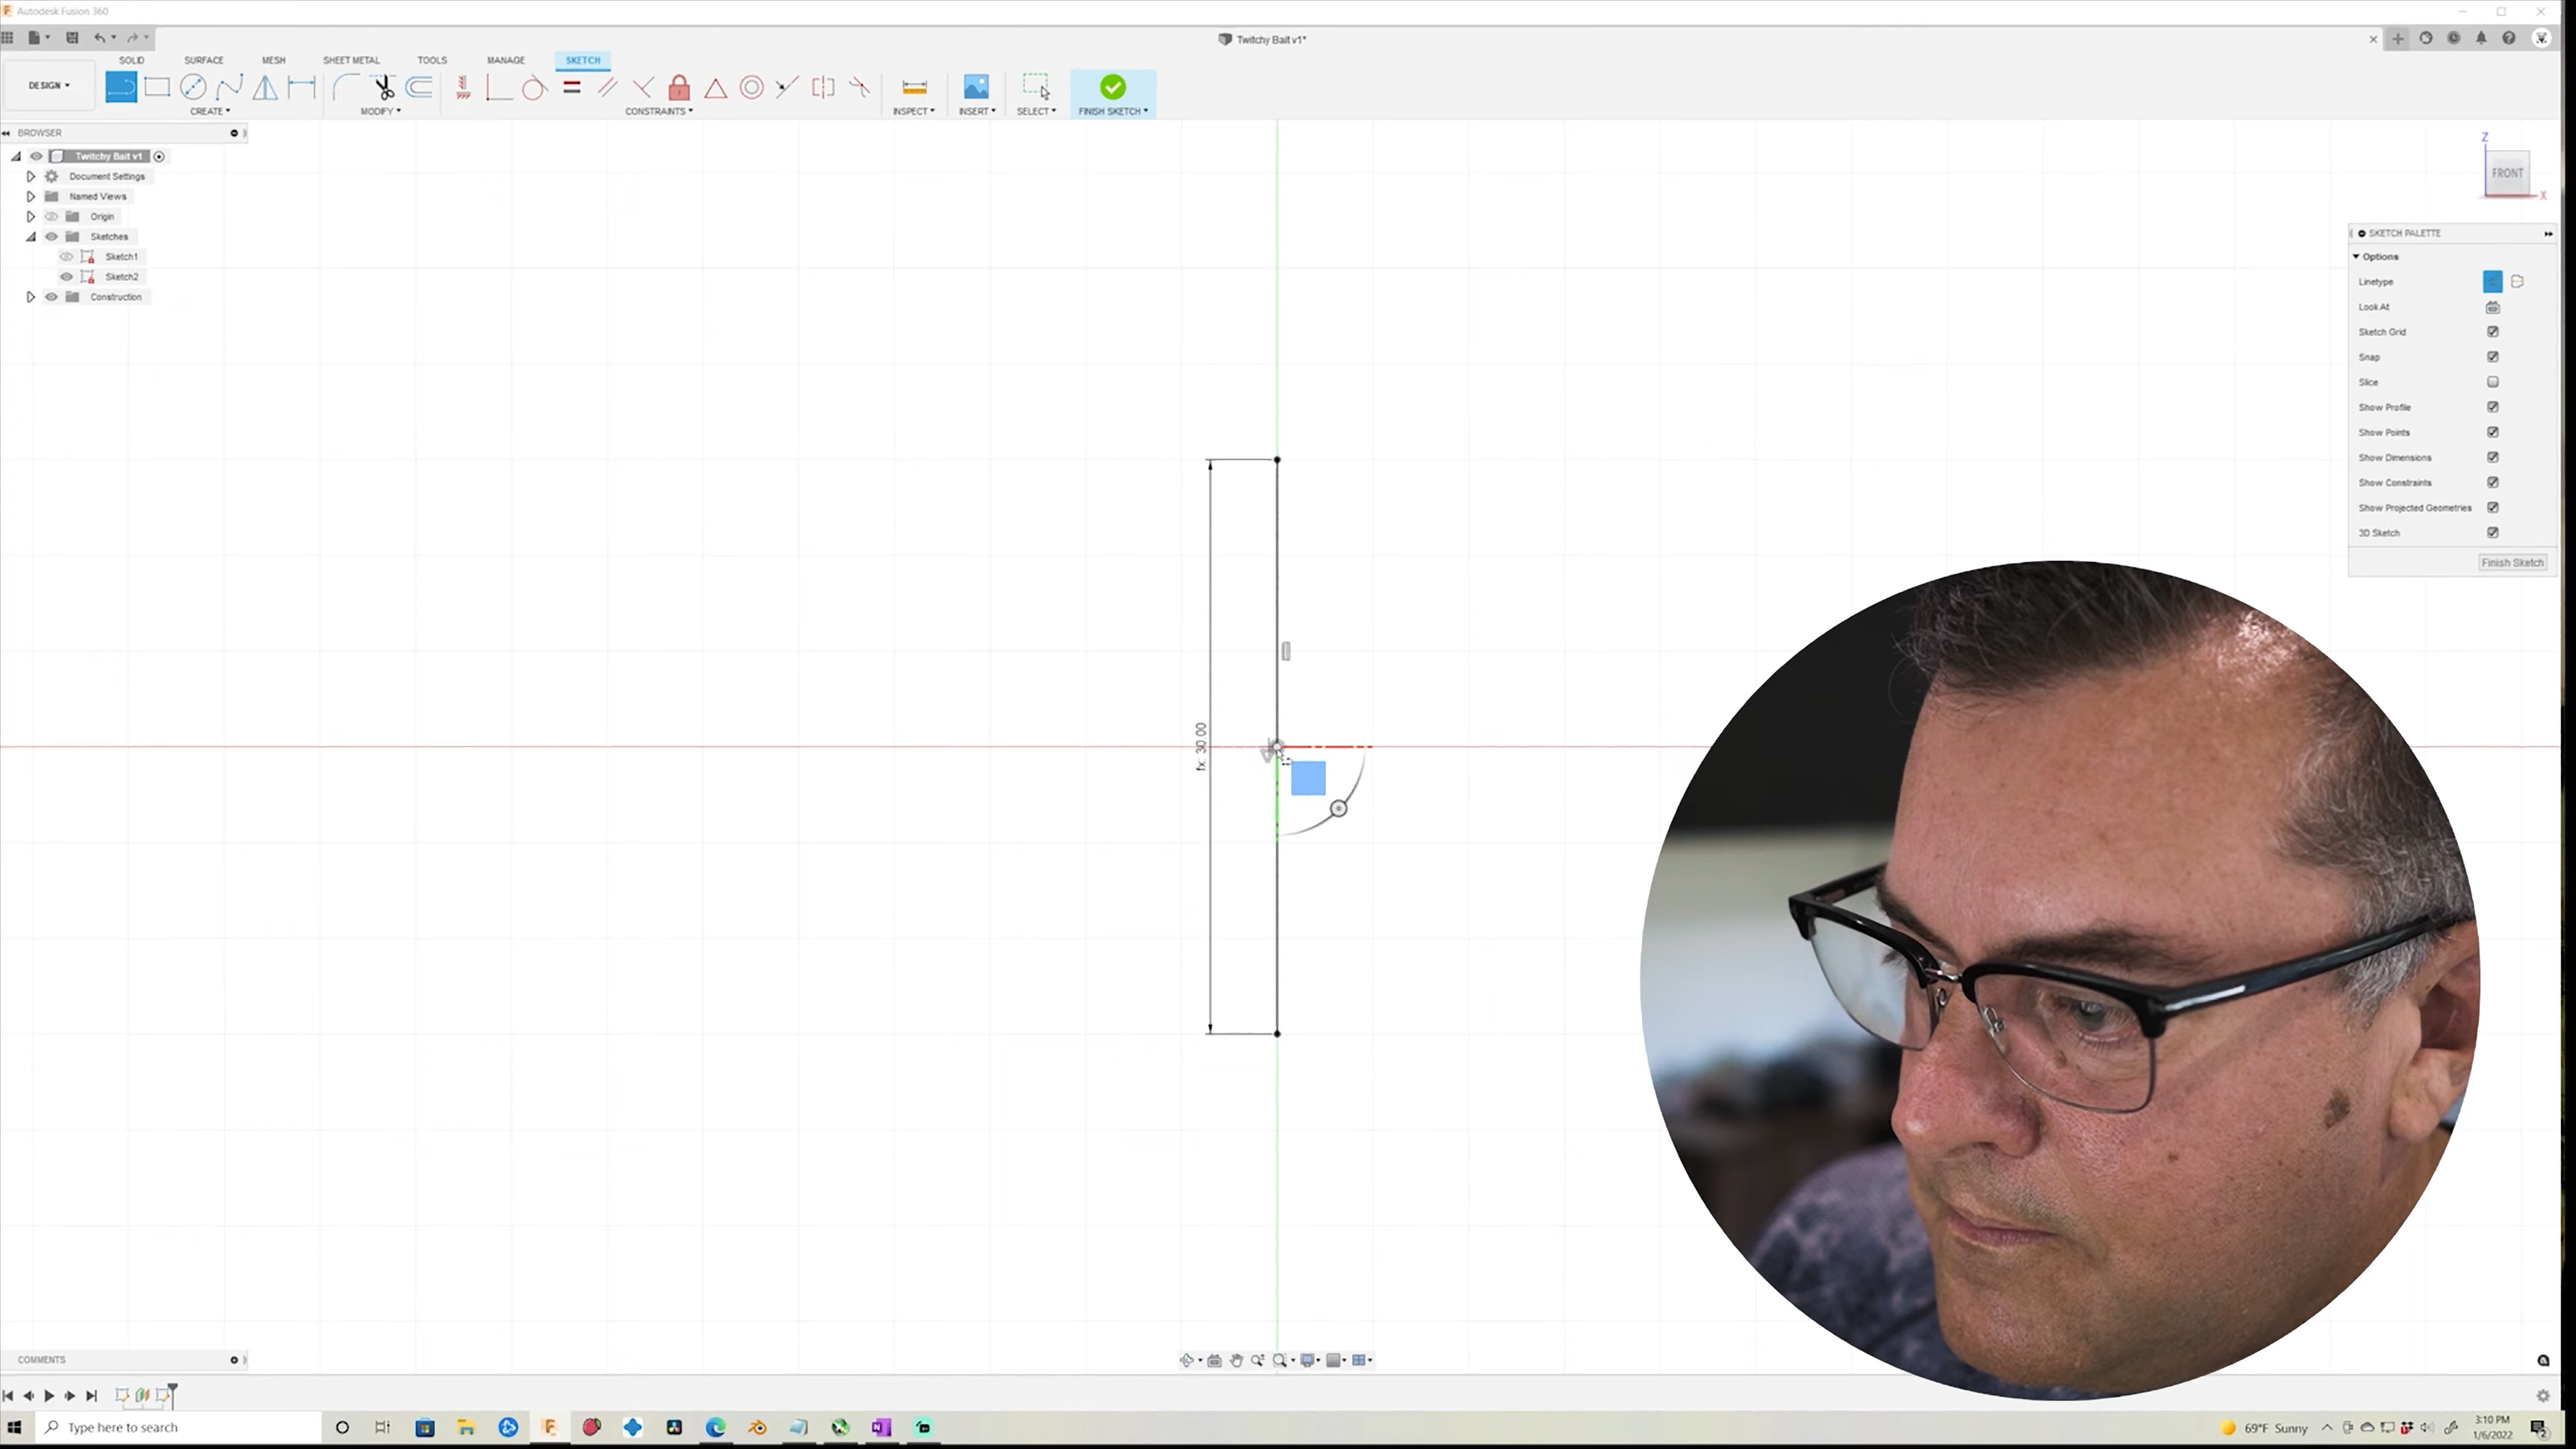 Autodesk Fusion 360
Twitchy Bait v1*
SOLID SURFACE MESH SHEET METAL TOOLS MANAGE SKETCH
DESIGN
CREATE MODIFY CONSTRAINTS INSPECT INSERT SELECT FINISH SKETCH
BROWSER
Twitchy Bait v1
Document Settings
Named Views
Origin
Sketches
Sketch1
Sketch2
Construction
Z
FRONT
X
SKETCH PALETTE
Options
Linetype
Look At
Sketch Grid
Snap
Slice
Show Profile
Show Points
Show Dimensions
Show Constraints
Show Projected Geometries
3D Sketch
Finish Sketch
fx: 30.00
COMMENTS
Type here to search
69°F Sunny
3:10 PM
1/6/2022